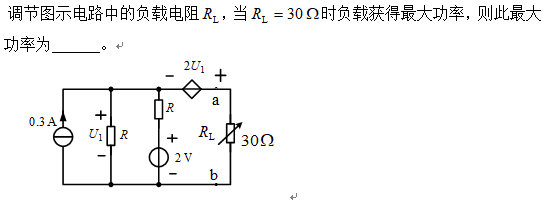 调节图示电路中的负载电阻 R_L，当 R_L = 30 Ω 时负载获得最大功率，则此最大
功率为______。
− 2U₁ +
a
0.3 A
+ U₁ − R
R
+ 2 V −
R_L 30Ω
b